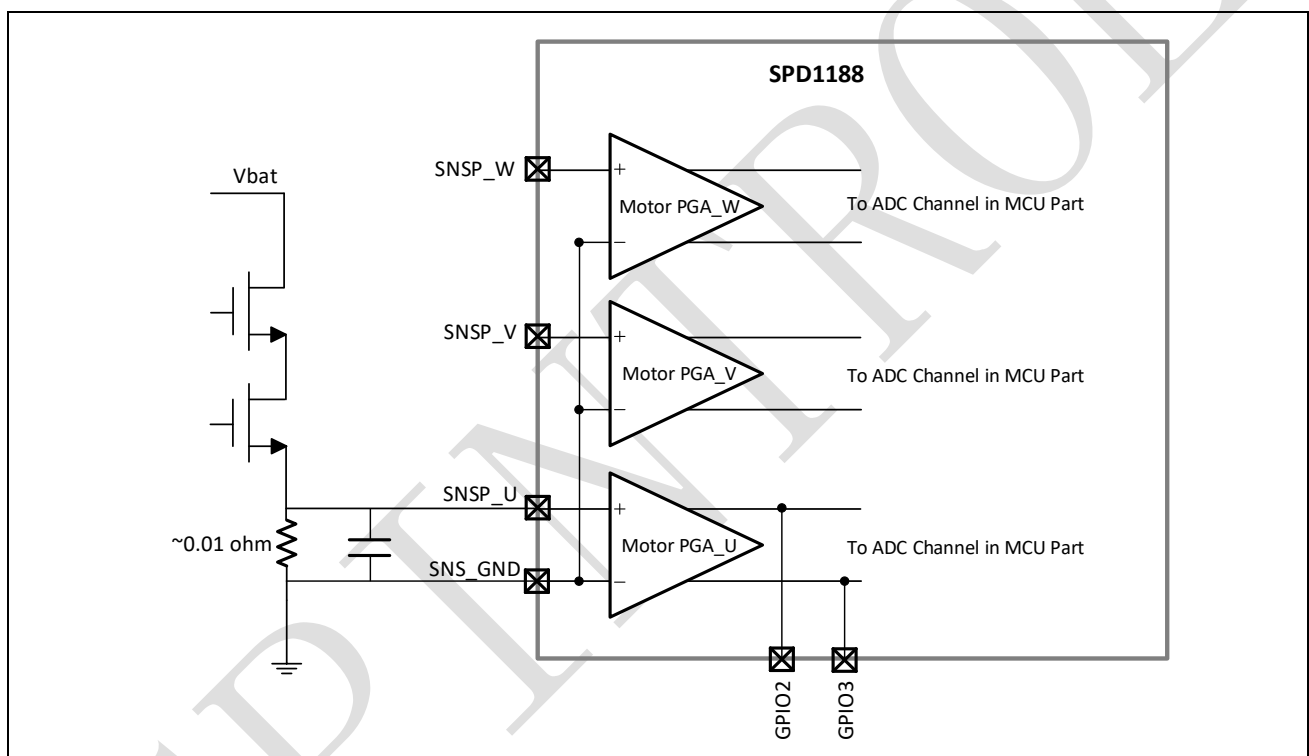 SPD1188
SNSP_W
Vbat
+
Motor PGA_W
To ADC Channel in MCU Part
−
SNSP_V
+
Motor PGA_V
To ADC Channel in MCU Part
−
SNSP_U
+
~0.01 ohm
Motor PGA_U
To ADC Channel in MCU Part
SNS_GND
−
GPIO2
GPIO3